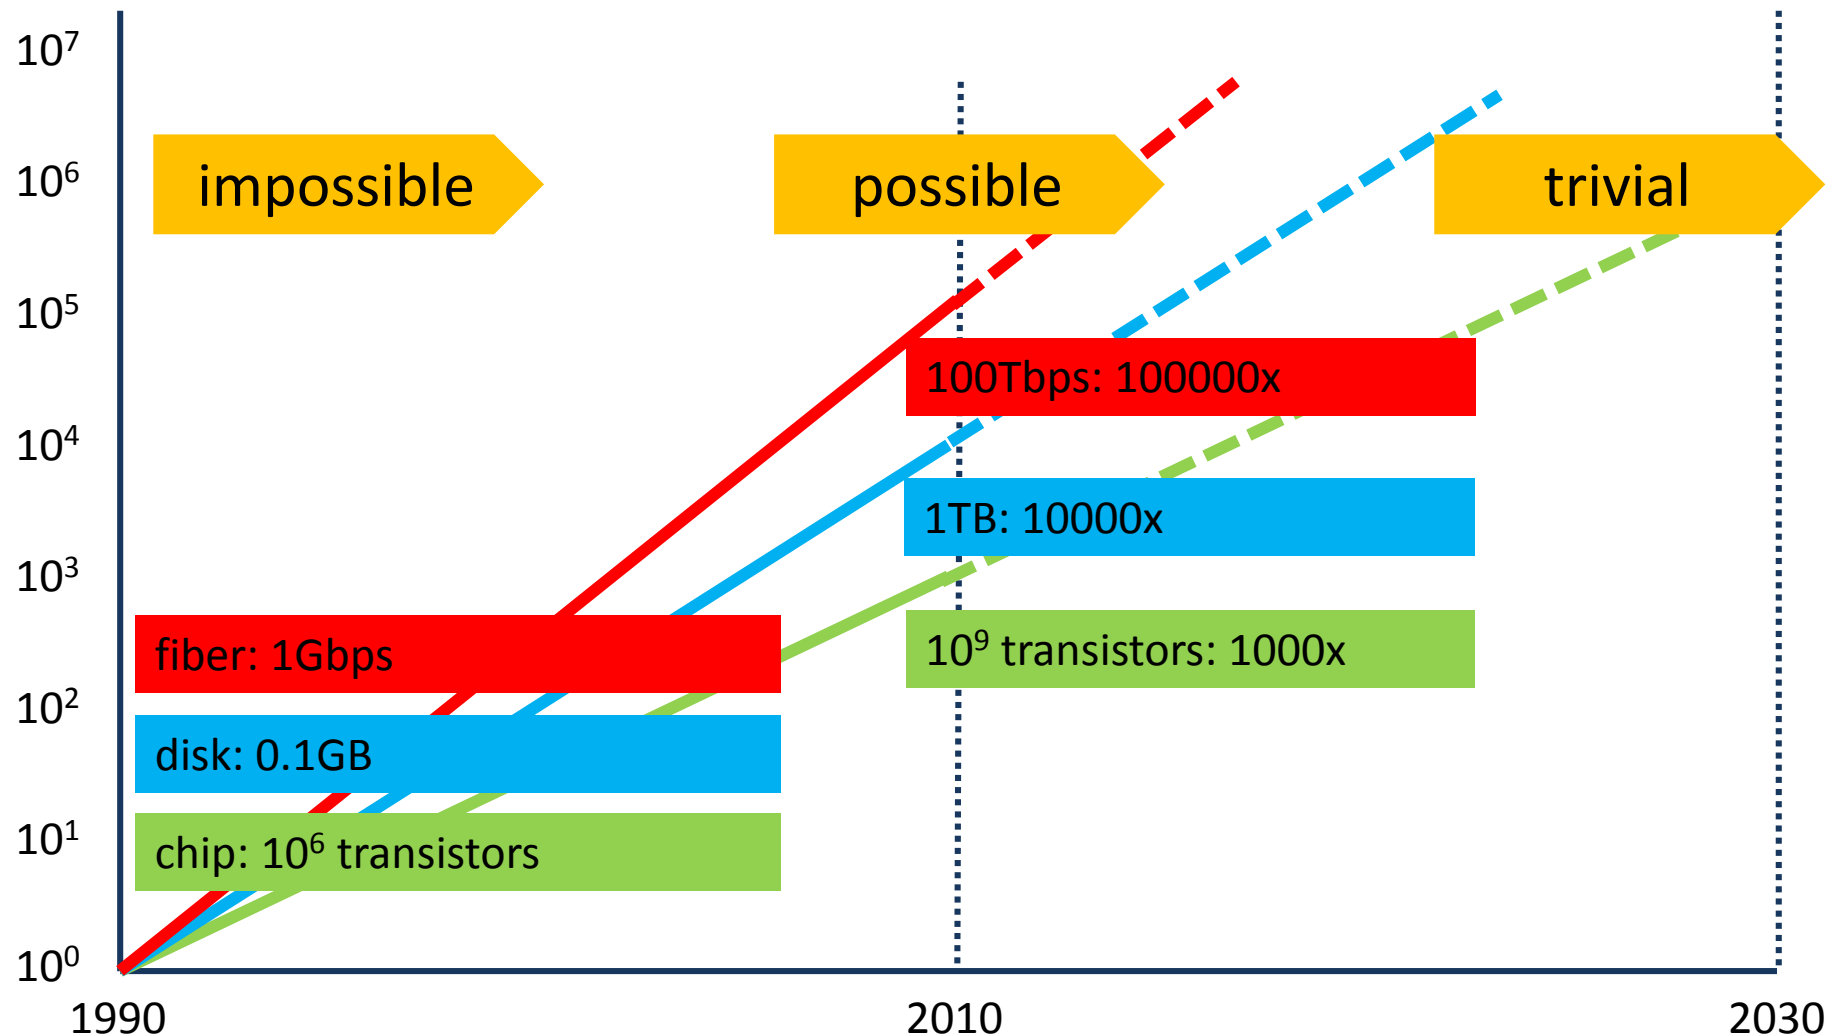 10⁷
impossible
possible
trivial
10⁶
10⁵
100Tbps: 100000x
10⁴
1TB: 10000x
10³
fiber: 1Gbps
10⁹ transistors: 1000x
10²
disk: 0.1GB
10¹
chip: 10⁶ transistors
10⁰
1990
2010
2030